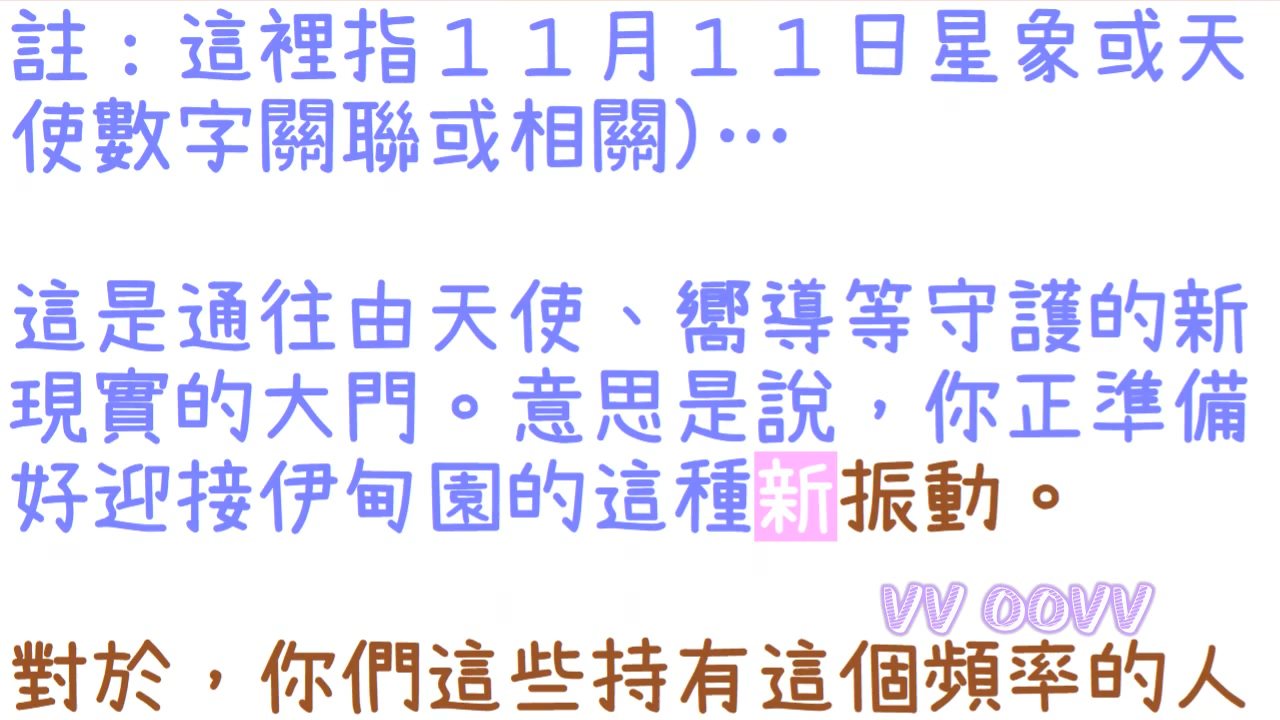 註：這裡指１１月１１日星象或天
使數字關聯或相關)⋯
這是通往由天使、嚮導等守護的新
現實的大門。意思是說，你正準備
好迎接伊甸園的這種新振動。
VV OOVV
對於，你們這些持有這個頻率的人